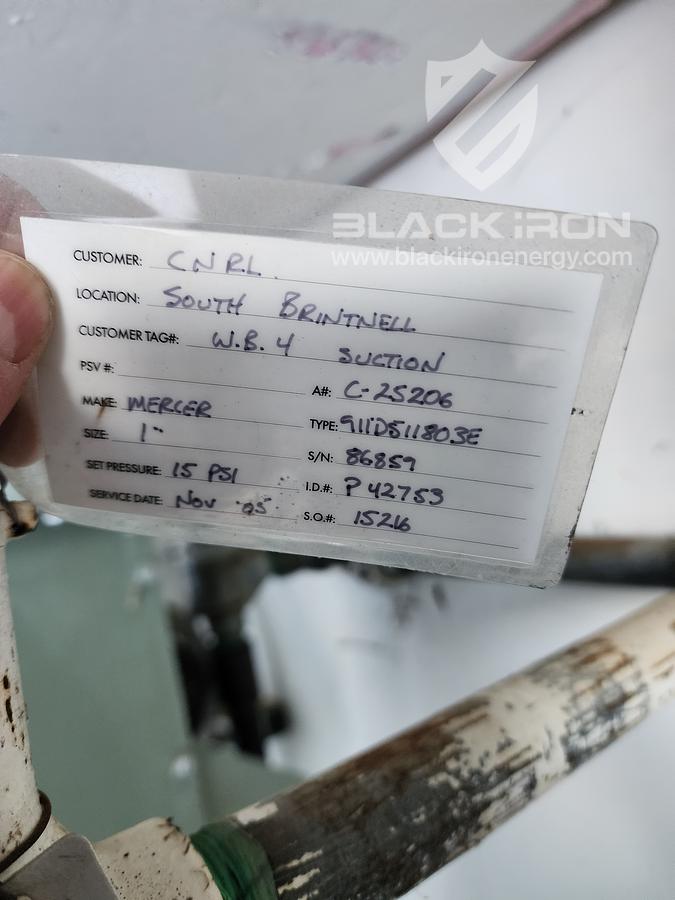 BLACK IRON
www.blackironenergy.com
CUSTOMER: CNRL.
LOCATION: SOUTH BRINTNELL
CUSTOMER TAG#: W.B. 4 SUCTION
PSV #:
A#: C-25206
MAKE: MERCER
TYPE: 911D511803E
SIZE: 1"
S/N: 86859
SET PRESSURE: 15 PSI
I.D.#: P 42753
SERVICE DATE: NOV 05
S.O.#: 15216